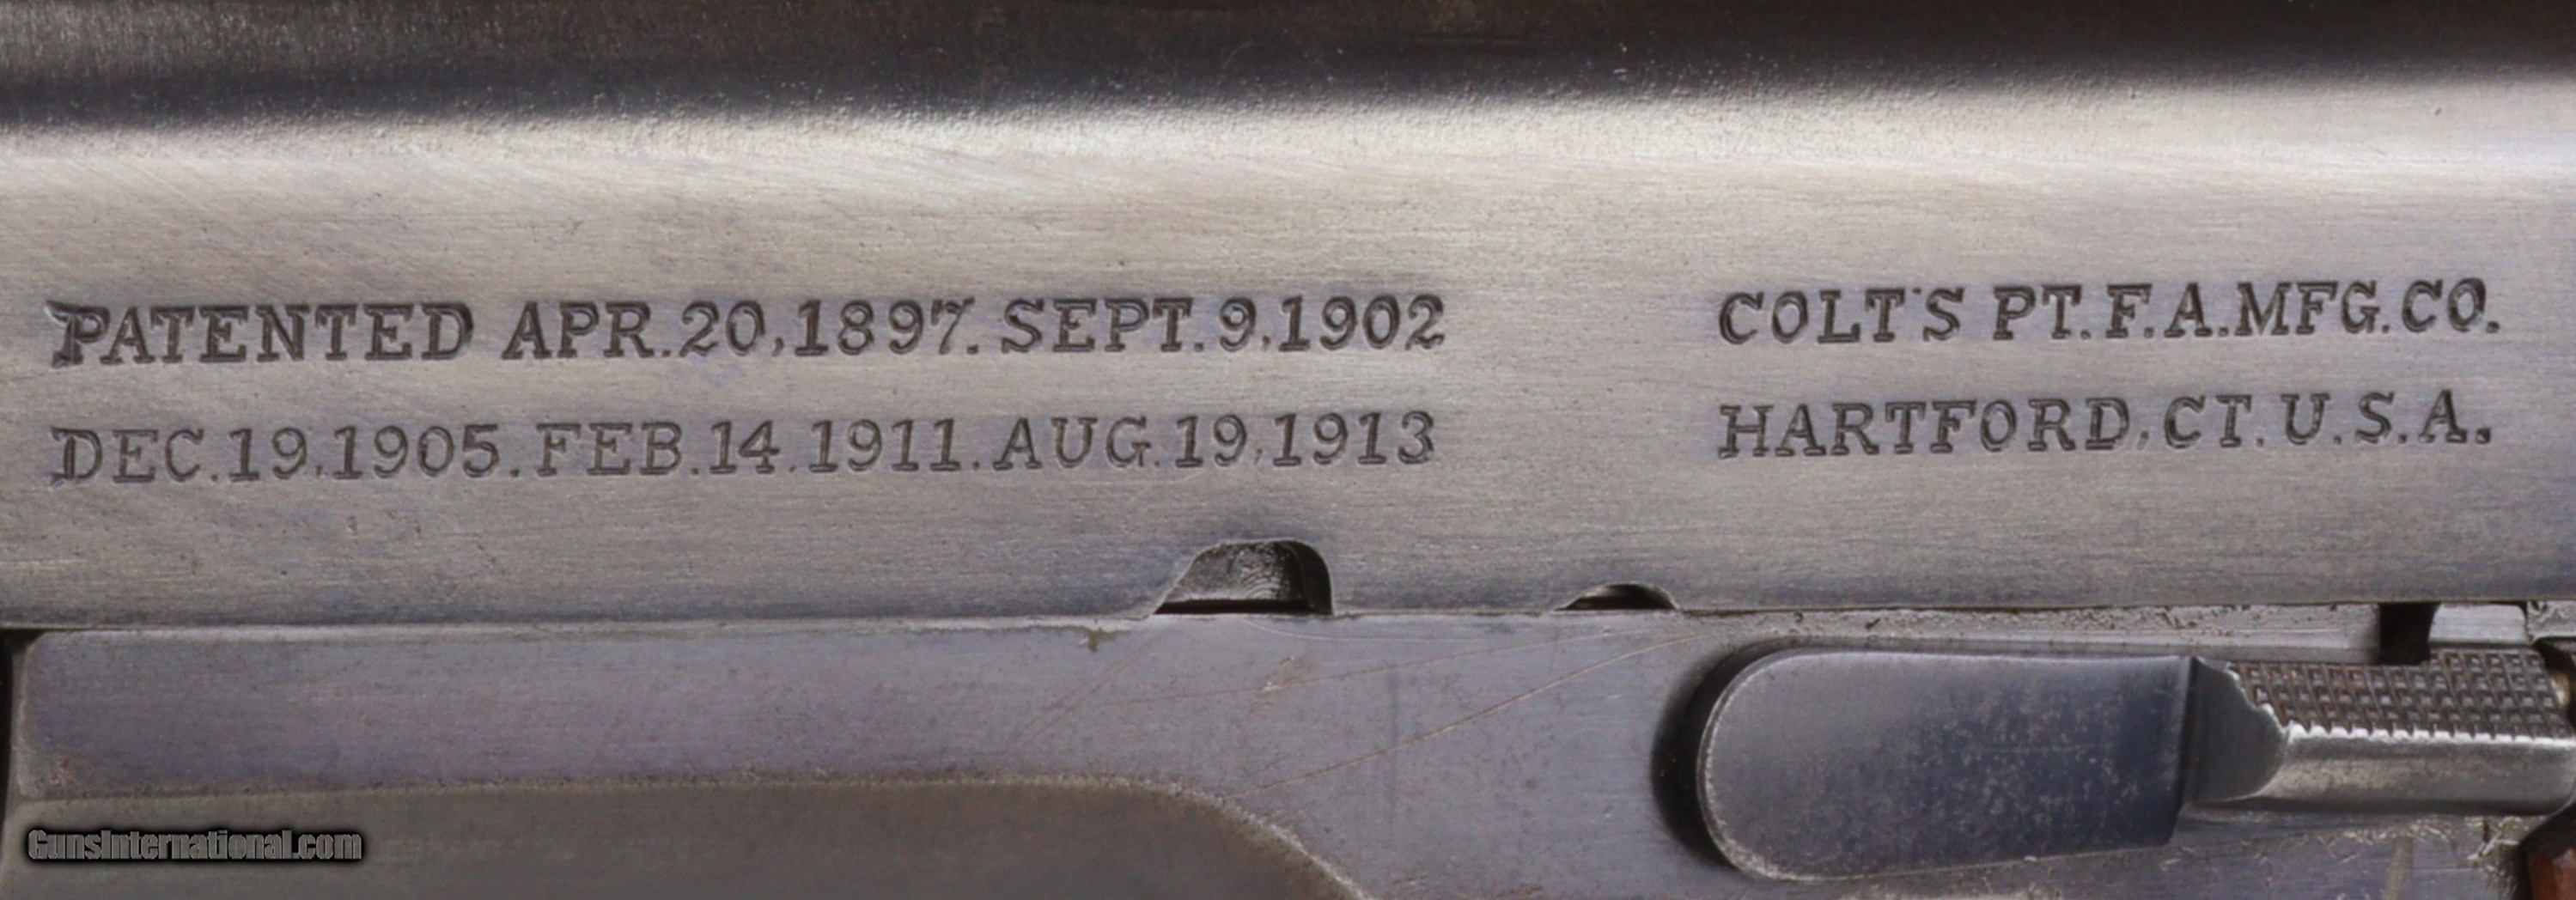 PATENTED APR.20,1897. SEPT.9,1902
DEC.19,1905. FEB.14.1911. AUG.19,1913
COLT'S PT. F. A. MFG. CO.
HARTFORD, CT. U.S.A.
GunsInternational.com